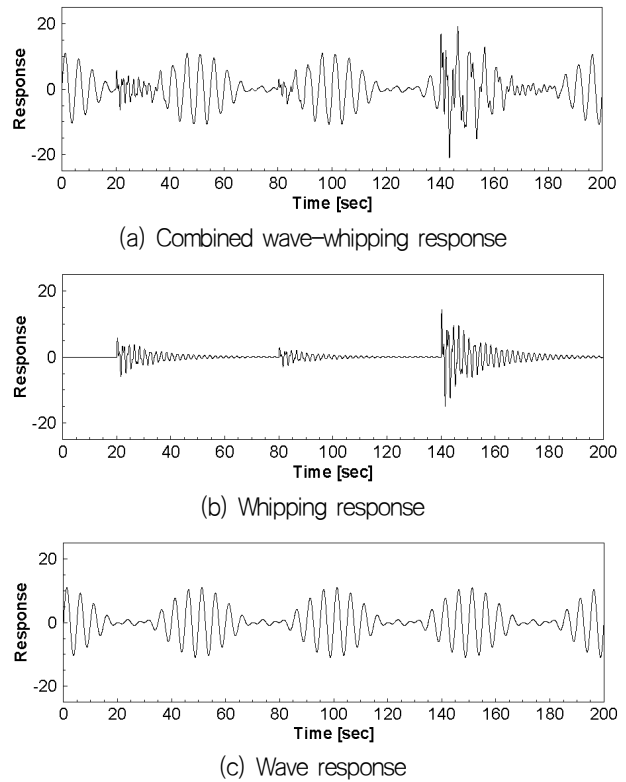 20
0
-20
Response
0 20 40 60 80 100 120 140 160 180 200
Time [sec]
(a) Combined wave-whipping response
20
0
-20
Response
0 20 40 60 80 100 120 140 160 180 200
Time [sec]
(b) Whipping response
20
0
-20
Response
0 20 40 60 80 100 120 140 160 180 200
Time [sec]
(c) Wave response